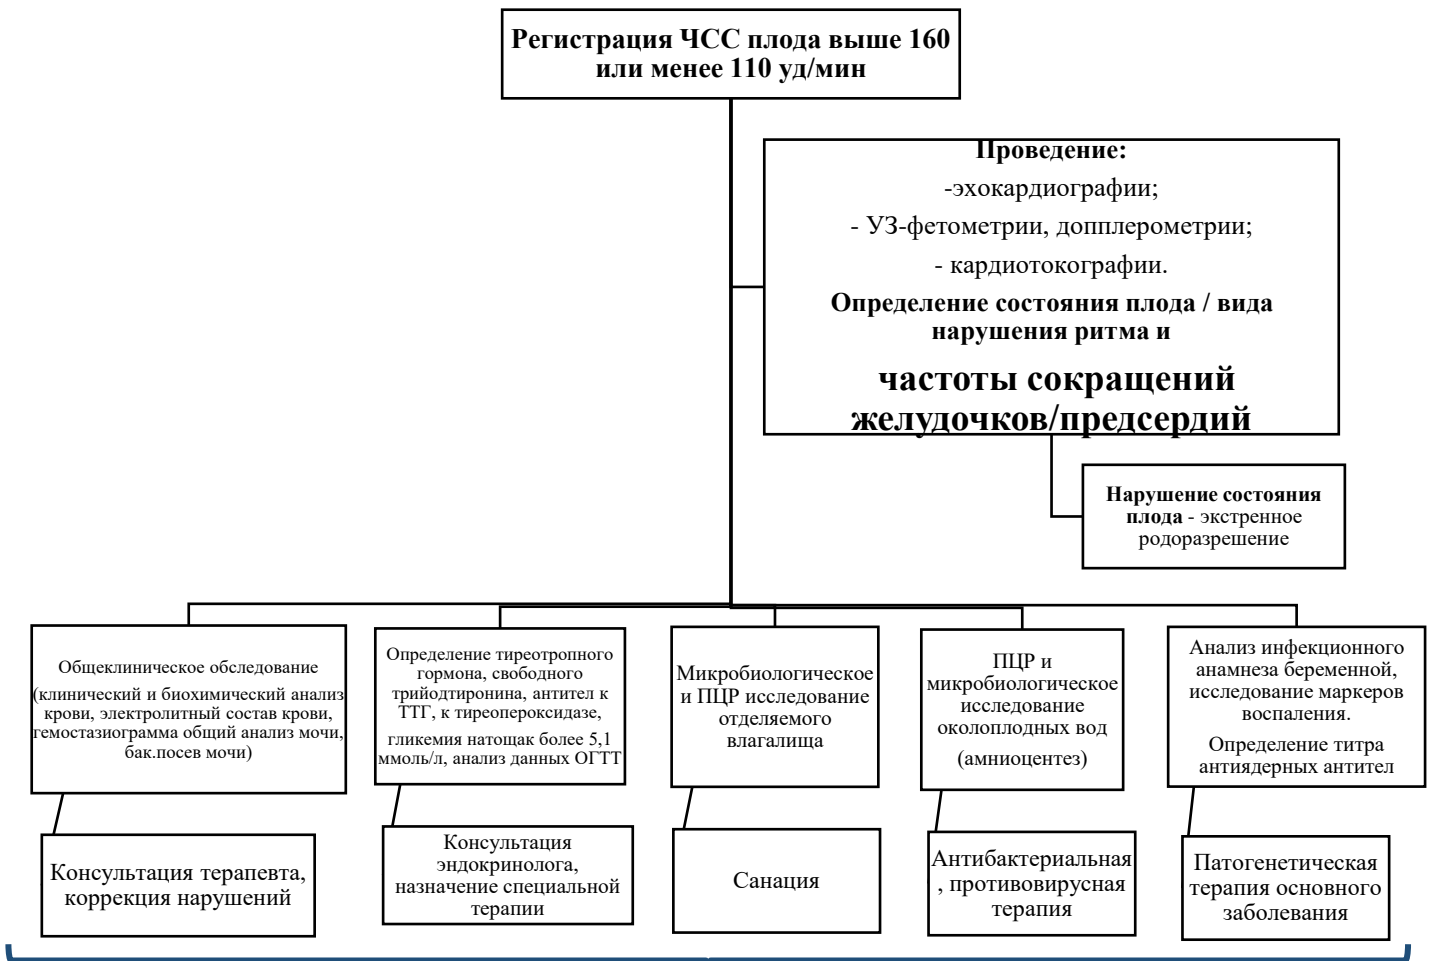 Регистрация ЧСС плода выше 160
или менее 110 уд/мин
Проведение:
-эхокардиографии;
- УЗ-фетометрии, допплерометрии;
- кардиотокографии.
Определение состояния плода / вида
нарушения ритма и
частоты сокращений
желудочков/предсердий
Нарушение состояния
плода - экстренное
родоразрешение
Общеклиническое обследование
(клинический и биохимический анализ
крови, электролитный состав крови,
гемостазиограмма общий анализ мочи,
бак.посев мочи)
Определение тиреотропного
гормона, свободного
трийодтиронина, антител к
ТТГ, к тиреопероксидазе,
гликемия натощак более 5,1
ммоль/л, анализ данных ОГТТ
Микробиологическое
и ПЦР исследование
отделяемого
влагалища
ПЦР и
микробиологическое
исследование
околоплодных вод
(амниоцентез)
Анализ инфекционного
анамнеза беременной,
исследование маркеров
воспаления.
Определение титра
антиядерных антител
Консультация терапевта,
коррекция нарушений
Консультация
эндокринолога,
назначение специальной
терапии
Санация
Антибактериальная
, противовирусная
терапия
Патогенетическая
терапия основного
заболевания